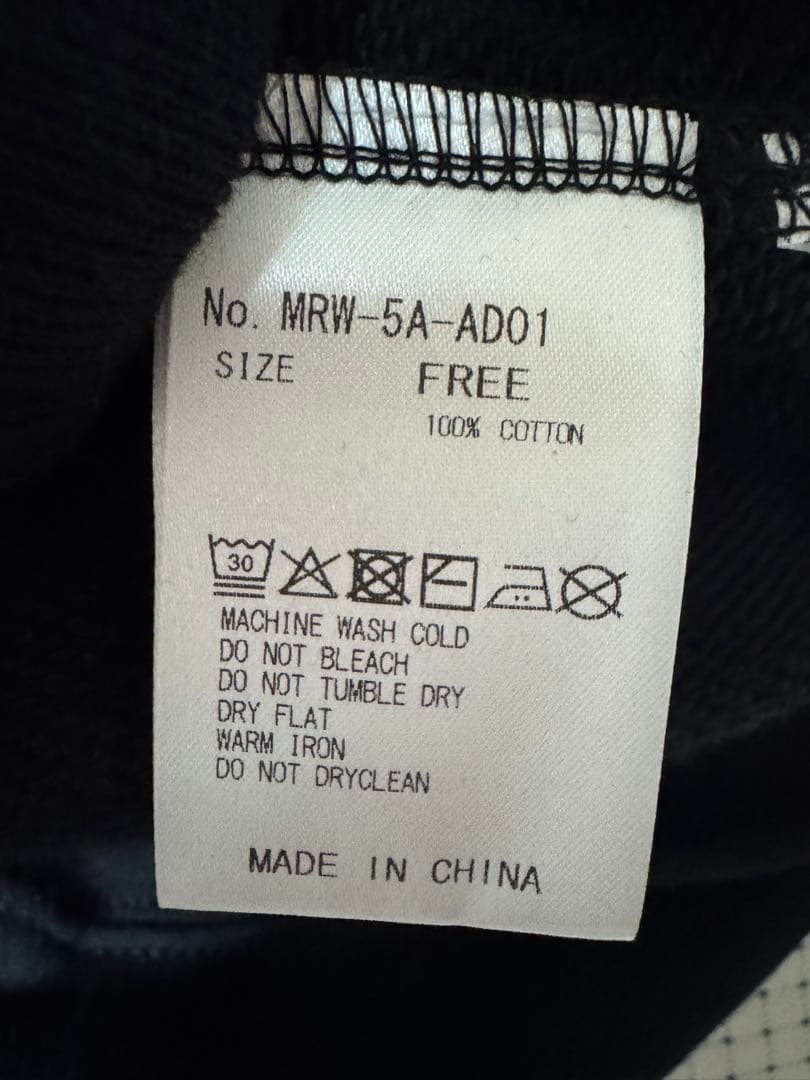 No. MRW-5A-AD01
SIZE FREE
100% COTTON
30
MACHINE WASH COLD
DO NOT BLEACH
DO NOT TUMBLE DRY
DRY FLAT
WARM IRON
DO NOT DRYCLEAN
MADE IN CHINA